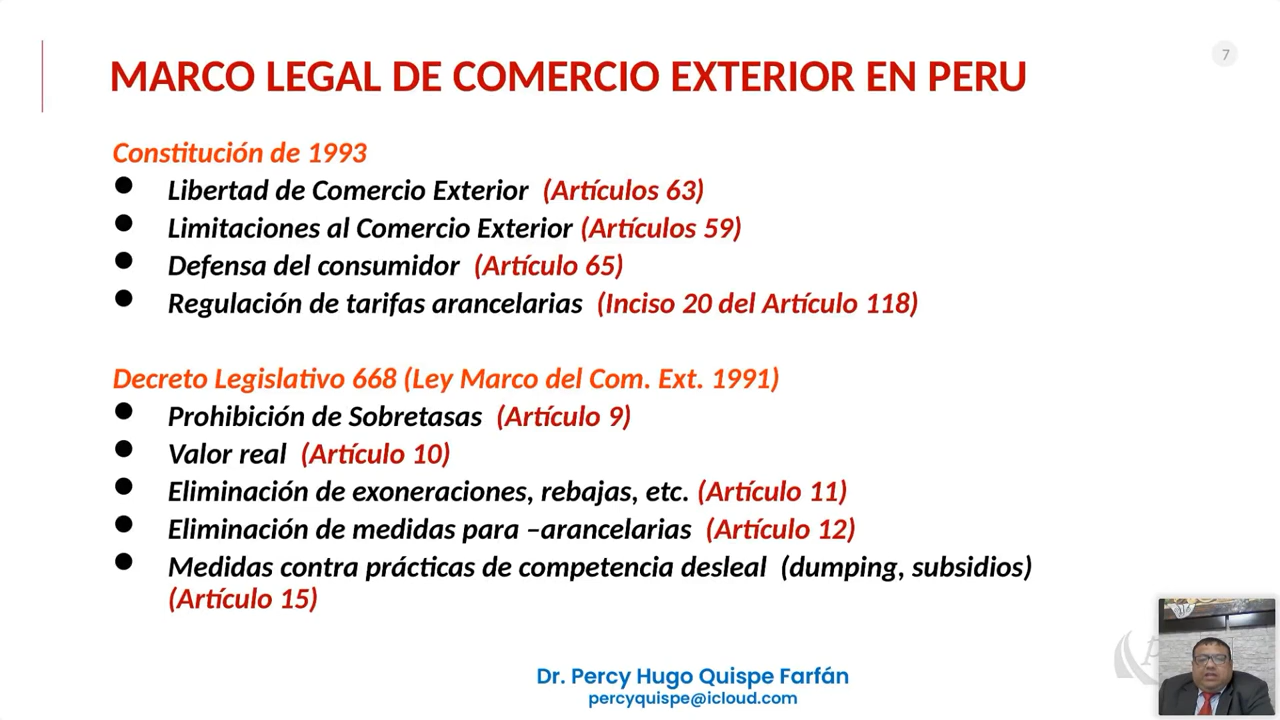 7
MARCO LEGAL DE COMERCIO EXTERIOR EN PERU
Constitución de 1993
● Libertad de Comercio Exterior (Artículos 63)
● Limitaciones al Comercio Exterior (Artículos 59)
● Defensa del consumidor (Artículo 65)
● Regulación de tarifas arancelarias (Inciso 20 del Artículo 118)
Decreto Legislativo 668 (Ley Marco del Com. Ext. 1991)
● Prohibición de Sobretasas (Artículo 9)
● Valor real (Artículo 10)
● Eliminación de exoneraciones, rebajas, etc. (Artículo 11)
● Eliminación de medidas para –arancelarias (Artículo 12)
● Medidas contra prácticas de competencia desleal (dumping, subsidios)
(Artículo 15)
Dr. Percy Hugo Quispe Farfán
percyquispe@icloud.com